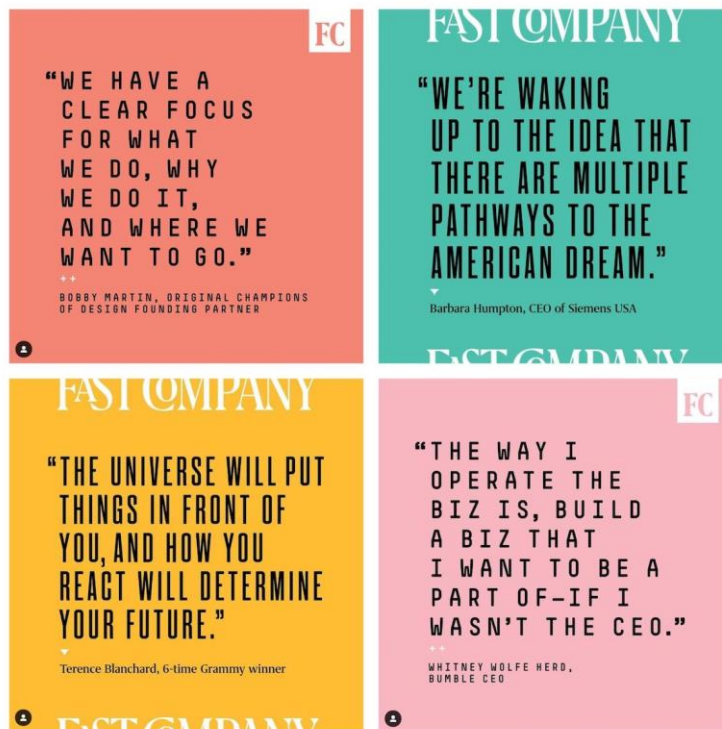 FC
“WE HAVE A
CLEAR FOCUS
FOR WHAT
WE DO, WHY
WE DO IT,
AND WHERE WE
WANT TO GO.”
++
BOBBY MARTIN, ORIGINAL CHAMPIONS
OF DESIGN FOUNDING PARTNER
FAST COMPANY
“WE’RE WAKING
UP TO THE IDEA THAT
THERE ARE MULTIPLE
PATHWAYS TO THE
AMERICAN DREAM.”
Barbara Humpton, CEO of Siemens USA
FAST COMPANY
FAST COMPANY
“THE UNIVERSE WILL PUT
THINGS IN FRONT OF
YOU, AND HOW YOU
REACT WILL DETERMINE
YOUR FUTURE.”
Terence Blanchard, 6-time Grammy winner
FAST COMPANY
FC
“THE WAY I
OPERATE THE
BIZ IS, BUILD
A BIZ THAT
I WANT TO BE A
PART OF—IF I
WASN’T THE CEO.”
++
WHITNEY WOLFE HERD,
BUMBLE CEO